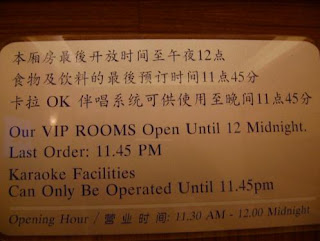 本厢房最後开放时间至午夜12点
食物及饮料的最後预订时间11点45分
卡拉 OK 伴唱系统可供使用至晚间11点45分
Our VIP ROOMS Open Until 12 Midnight.
Last Order: 11.45 PM
Karaoke Facilities
Can Only Be Operated Until 11.45pm
Opening Hour / 营业时间: 11.30 AM - 12.00 Midnight